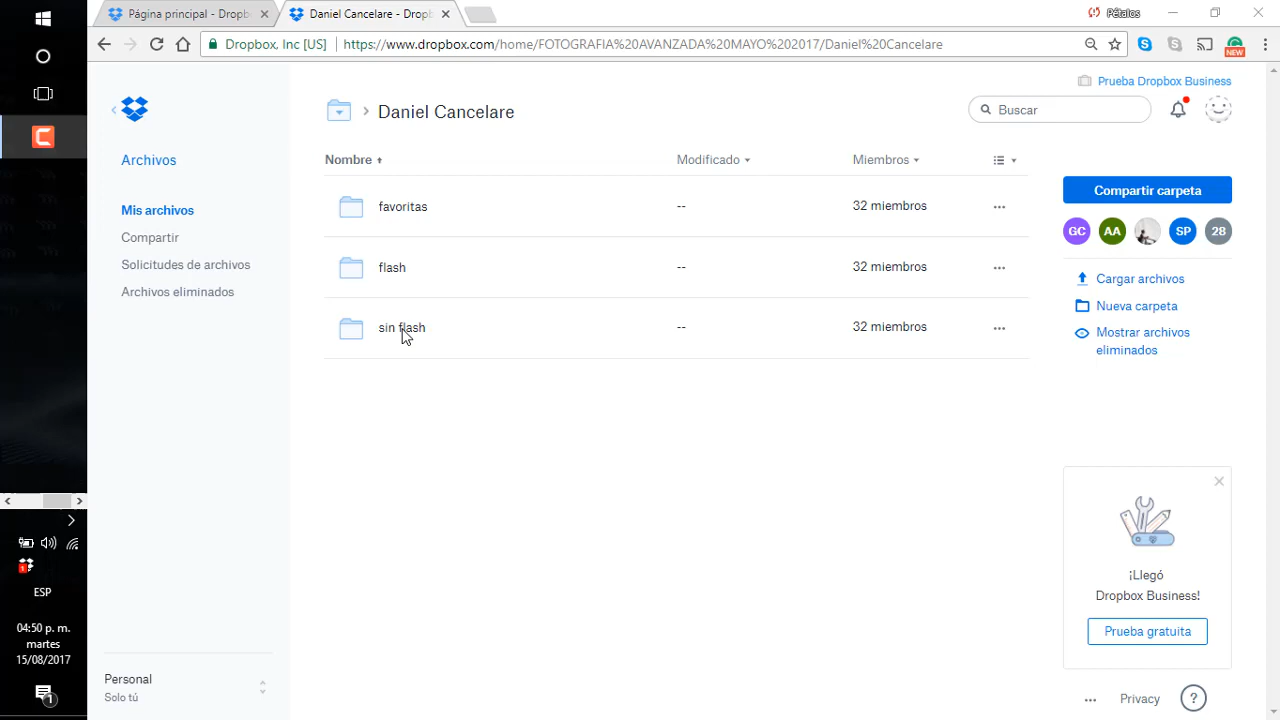 Página principal - Dropb
Daniel Cancelare - Dropb
Pétalos
Dropbox, Inc [US]
https://www.dropbox.com/home/FOTOGRAFIA%20AVANZADA%20MAYO%202017/Daniel%20Cancelare
NEW
Prueba Dropbox Business
Daniel Cancelare
Buscar
Archivos
Mis archivos
Compartir
Solicitudes de archivos
Archivos eliminados
Nombre
Modificado
Miembros
favoritas
--
32 miembros
flash
--
32 miembros
sin flash
--
32 miembros
Compartir carpeta
GC
AA
SP
28
Cargar archivos
Nueva carpeta
Mostrar archivos
eliminados
¡Llegó
Dropbox Business!
Prueba gratuita
Personal
Solo tú
Privacy
?
1
ESP
04:50 p. m.
martes
15/08/2017
1